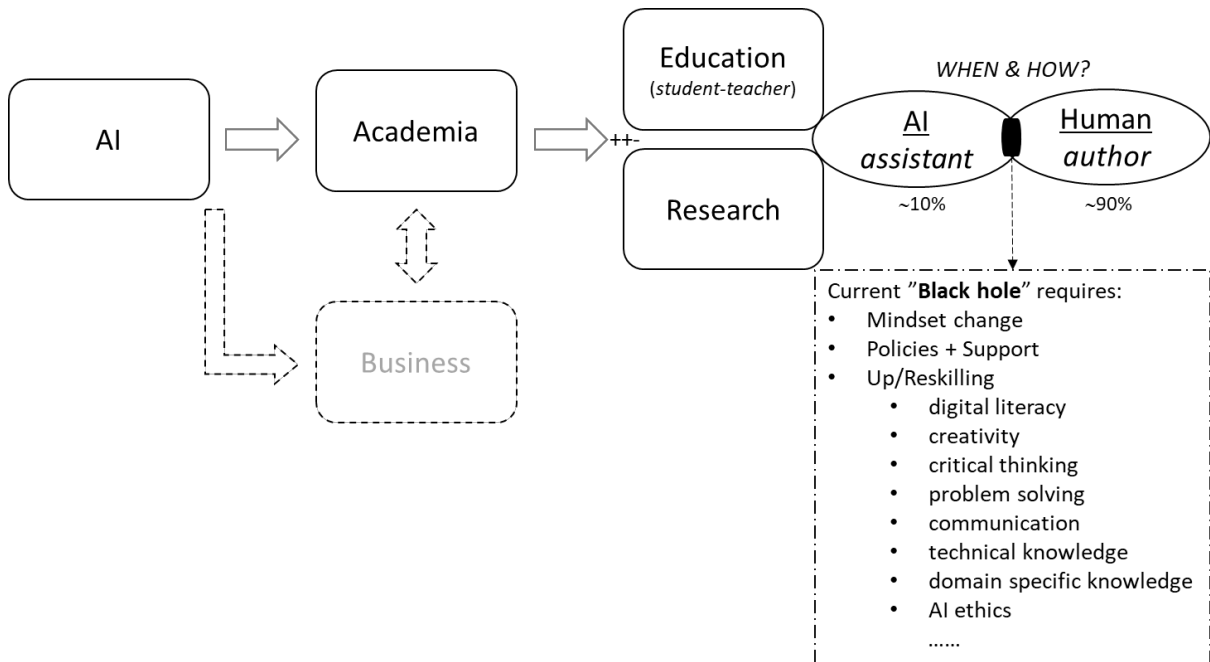 AI
Academia
Business
++-
Education
(student-teacher)
Research
WHEN & HOW?
AI
assistant
~10%
Human
author
~90%
Current ”Black hole” requires:
• Mindset change
• Policies + Support
• Up/Reskilling
• digital literacy
• creativity
• critical thinking
• problem solving
• communication
• technical knowledge
• domain specific knowledge
• AI ethics
......